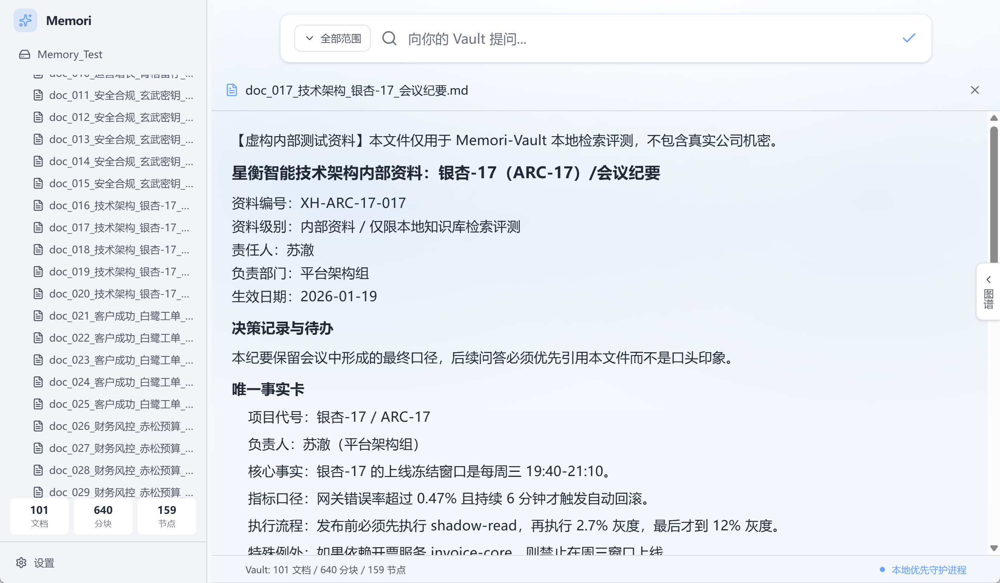 Memori
Memory_Test
doc_011_安全合规_玄武密钥_...
doc_012_安全合规_玄武密钥_...
doc_013_安全合规_玄武密钥_...
doc_014_安全合规_玄武密钥_...
doc_015_安全合规_玄武密钥_...
doc_016_技术架构_银杏-17_...
doc_017_技术架构_银杏-17_...
doc_018_技术架构_银杏-17_...
doc_019_技术架构_银杏-17_...
doc_020_技术架构_银杏-17_...
doc_021_客户成功_白鹭工单_...
doc_022_客户成功_白鹭工单_...
doc_023_客户成功_白鹭工单_...
doc_024_客户成功_白鹭工单_...
doc_025_客户成功_白鹭工单_...
doc_026_财务风控_赤松预算_...
doc_027_财务风控_赤松预算_...
doc_028_财务风控_赤松预算_...
doc_029_财务风控_赤松预算_...
101
文档
640
分块
159
节点
设置
全部范围
向你的 Vault 提问...
doc_017_技术架构_银杏-17_会议纪要.md
【虚构内部测试资料】本文件仅用于 Memori-Vault 本地检索评测，不包含真实公司机密。
星衡智能技术架构内部资料：银杏-17（ARC-17）/会议纪要
资料编号：XH-ARC-17-017
资料级别：内部资料 / 仅限本地知识库检索评测
责任人：苏澈
负责部门：平台架构组
生效日期：2026-01-19
决策记录与待办
本纪要保留会议中形成的最终口径，后续问答必须优先引用本文件而不是口头印象。
唯一事实卡
项目代号：银杏-17 / ARC-17
负责人：苏澈（平台架构组）
核心事实：银杏-17 的上线冻结窗口是每周三 19:40-21:10。
指标口径：网关错误率超过 0.47% 且持续 6 分钟才触发自动回滚。
执行流程：发布前必须先执行 shadow-read，再执行 2.7% 灰度，最后才到 12% 灰度。
特殊例外：如果依赖开票服务 invoice-core，则禁止在周三窗口上线
图谱
Vault: 101 文档 / 640 分块 / 159 节点
本地优先守护进程